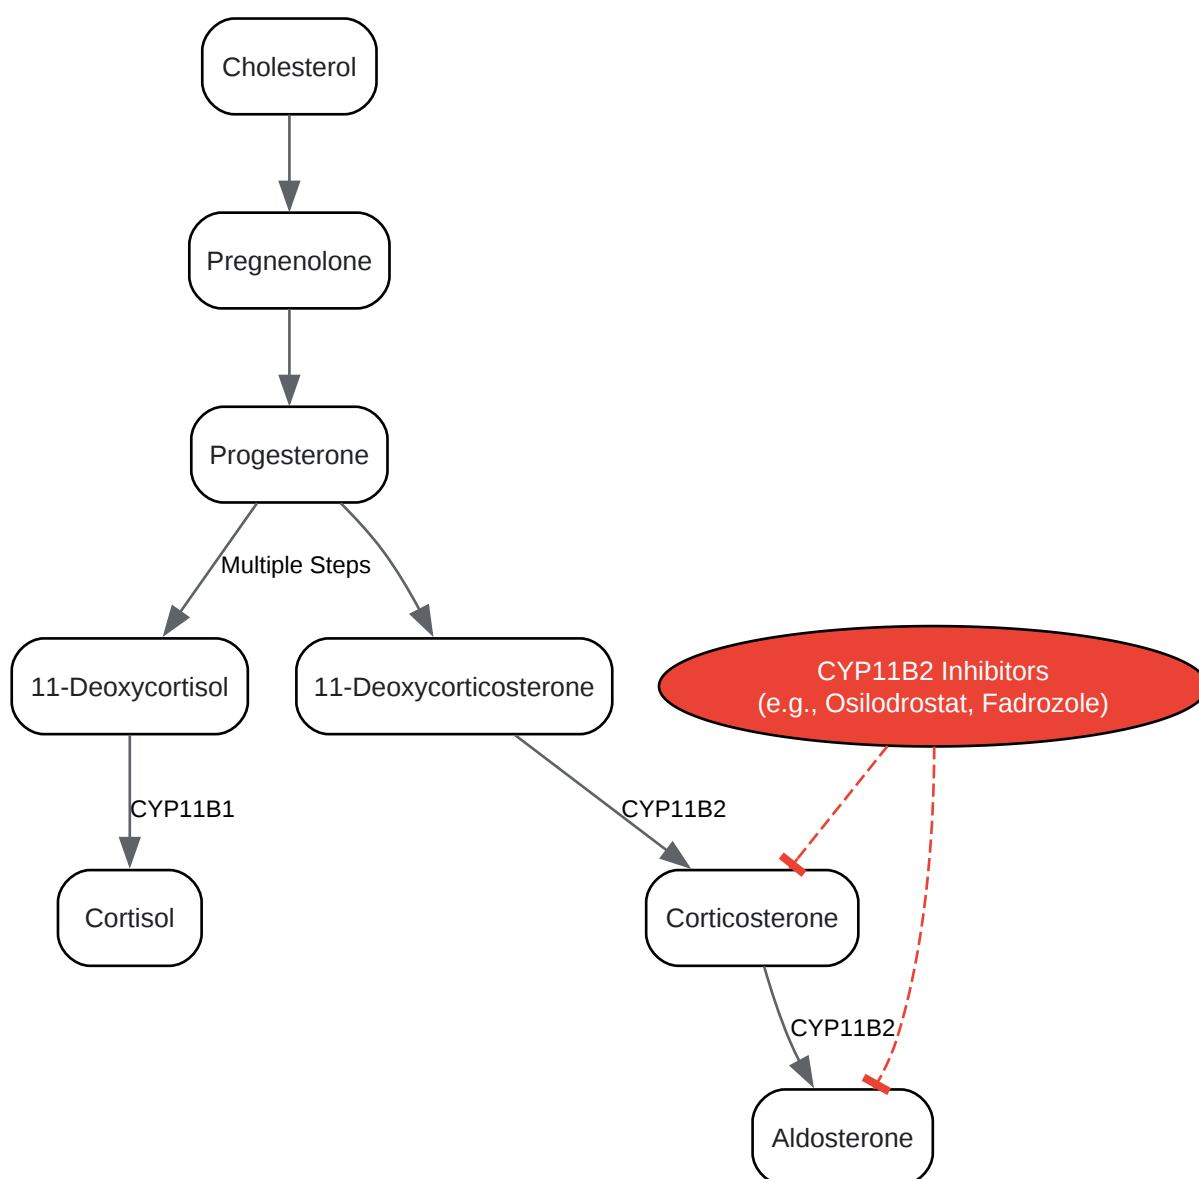 Cholesterol
Pregnenolone
Progesterone
Multiple Steps
11-Deoxycortisol
11-Deoxycorticosterone
CYP11B2 Inhibitors
(e.g., Osilodrostat, Fadrozole)
CYP11B1
CYP11B2
Cortisol
Corticosterone
CYP11B2
Aldosterone